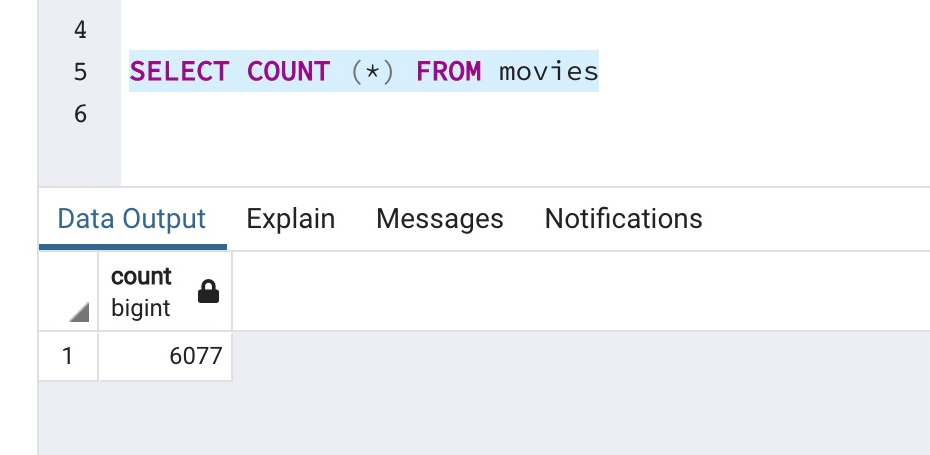 4
5 SELECT COUNT (*) FROM movies
6
Data Output Explain Messages Notifications
count
bigint
1 6077